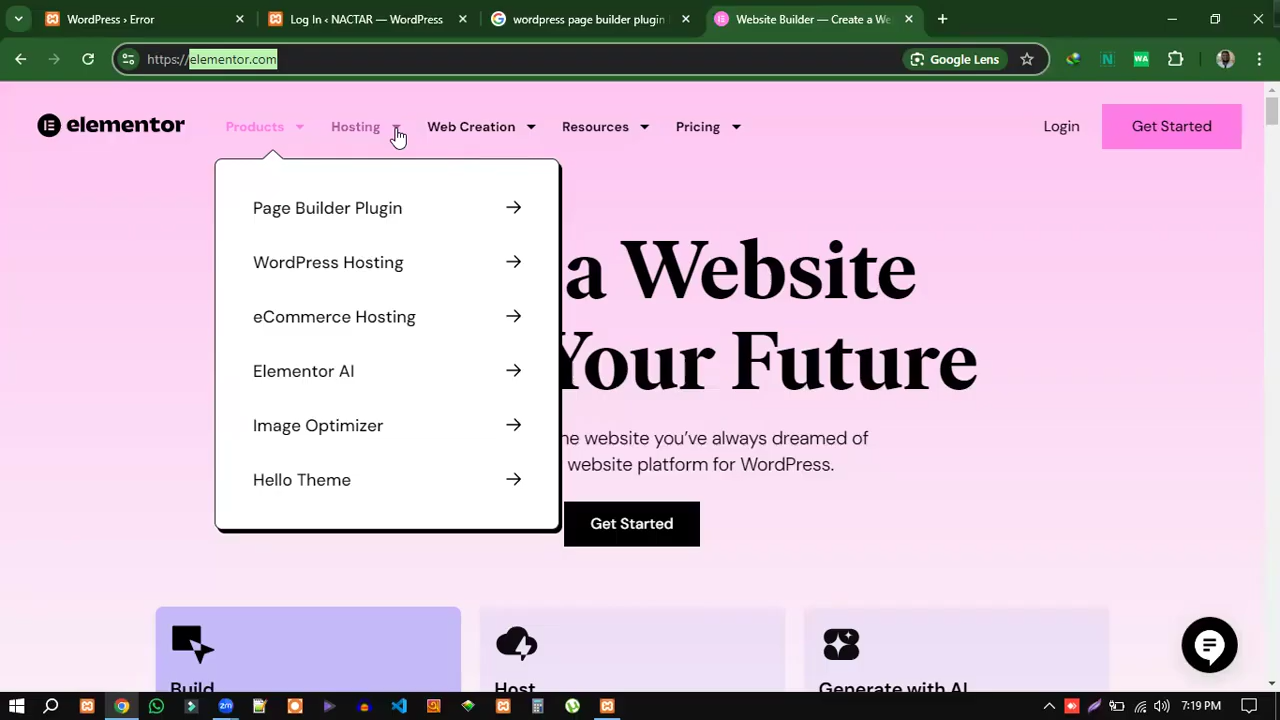 WordPress › Error
Log In ‹ NACTAR — WordPress
wordpress page builder plugin
Website Builder — Create a We
https://elementor.com
Google Lens
N
WA
elementor
Products
Hosting
Web Creation
Resources
Pricing
Login
Get Started
Page Builder Plugin
WordPress Hosting
eCommerce Hosting
Elementor AI
Image Optimizer
Hello Theme
a Website
Your Future
he website you've always dreamed of
website platform for WordPress.
Get Started
Build
Host
Generate with AI
zm
7:19 PM